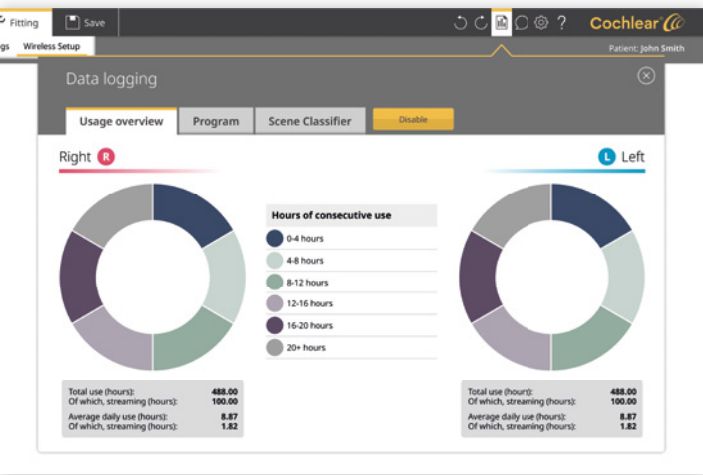 Fitting
Save
?
Cochlear
gs
Wireless Setup
Patient: John Smith
Data logging
Usage overview
Program
Scene Classifier
Disable
Right R
L Left
Hours of consecutive use
0-4 hours
4-8 hours
8-12 hours
12-16 hours
16-20 hours
20+ hours
Total use (hours): 488.00
Of which, streaming (hours): 100.00
Average daily use (hours): 8.87
Of which, streaming (hours): 1.82
Total use (hours): 488.00
Of which, streaming (hours): 100.00
Average daily use (hours): 8.87
Of which, streaming (hours): 1.82